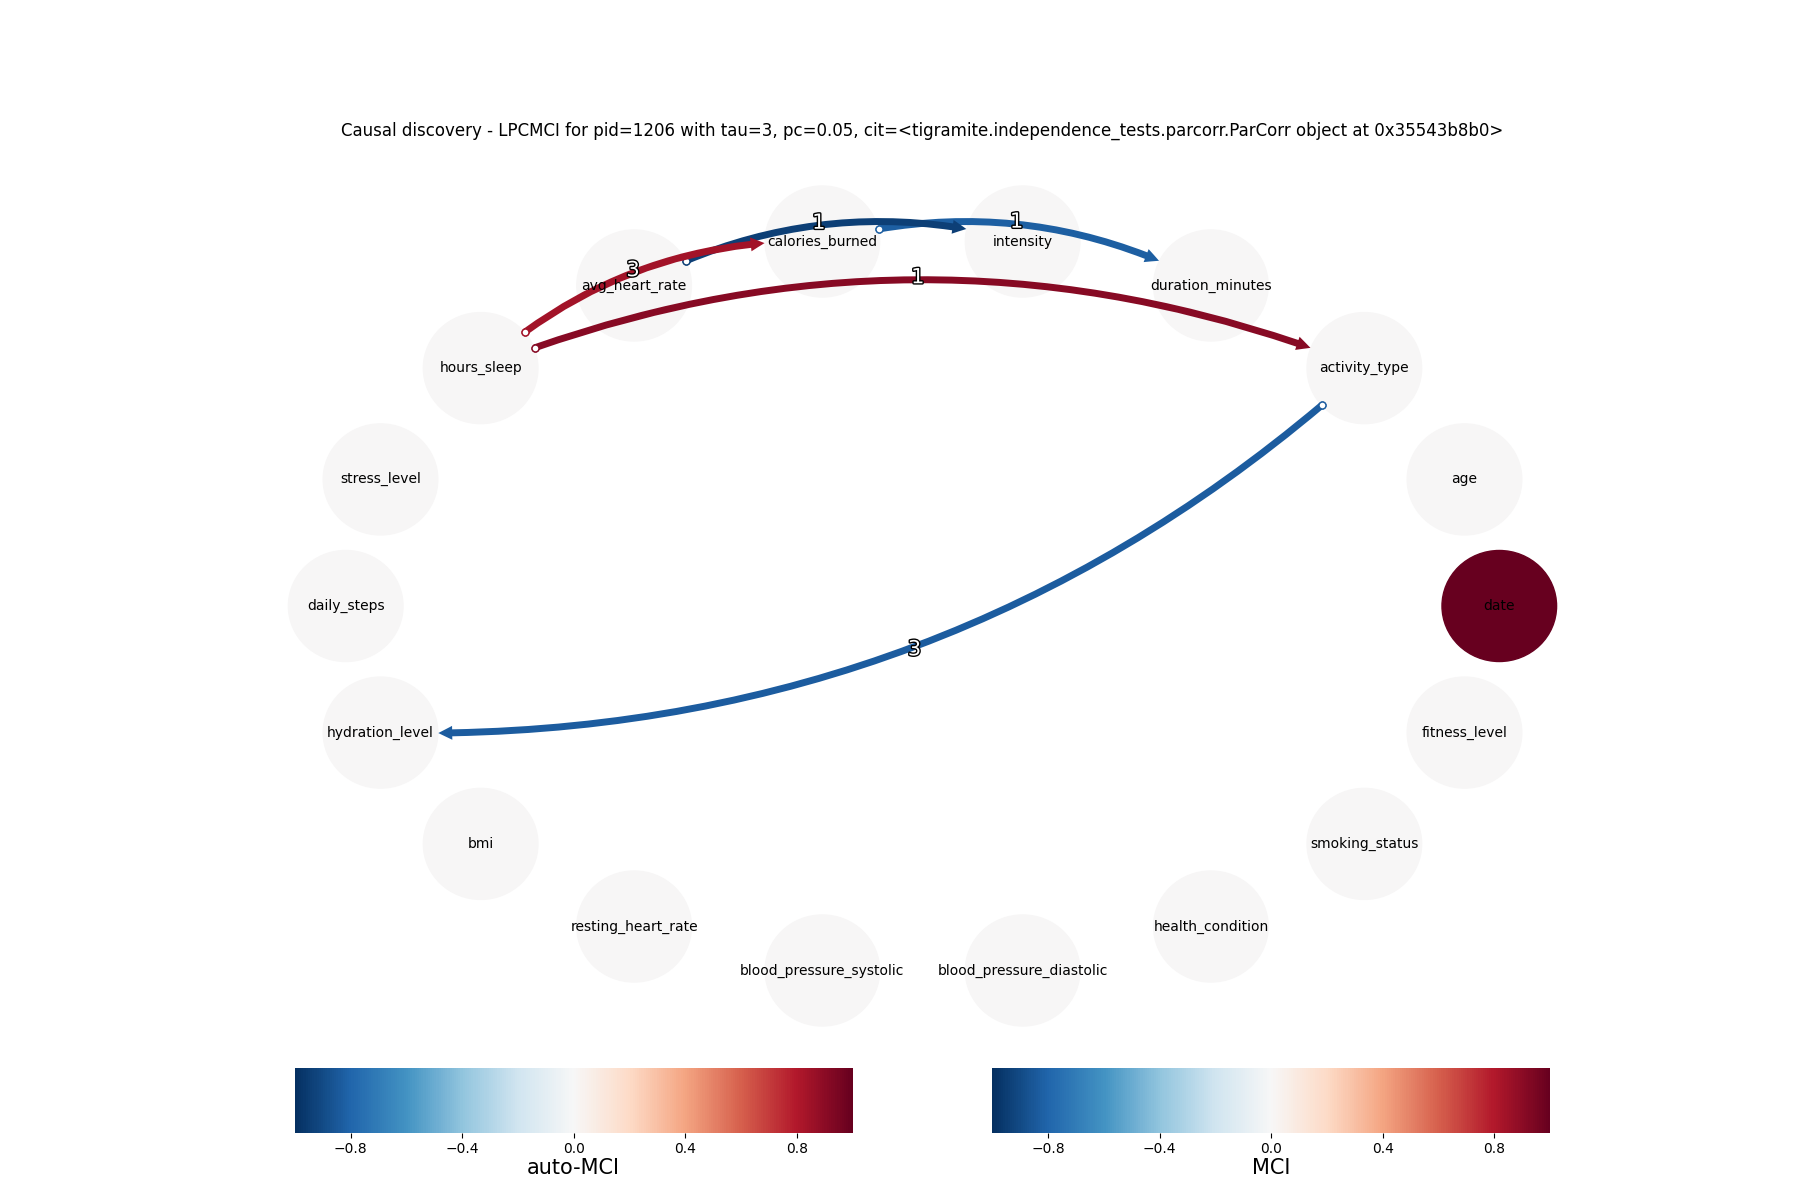 Causal discovery - LPCMCI for pid=1206 with tau=3, pc=0.05, cit=<tigramite.independence_tests.parcorr.ParCorr object at 0x35543b8b0>
1
1
calories_burned
intensity
3
1
avg_heart_rate
duration_minutes
hours_sleep
activity_type
stress_level
age
daily_steps
date
3
hydration_level
fitness_level
bmi
smoking_status
resting_heart_rate
health_condition
blood_pressure_systolic
blood_pressure_diastolic
−0.8 −0.4 0.0 0.4 0.8
auto-MCI
−0.8 −0.4 0.0 0.4 0.8
MCI